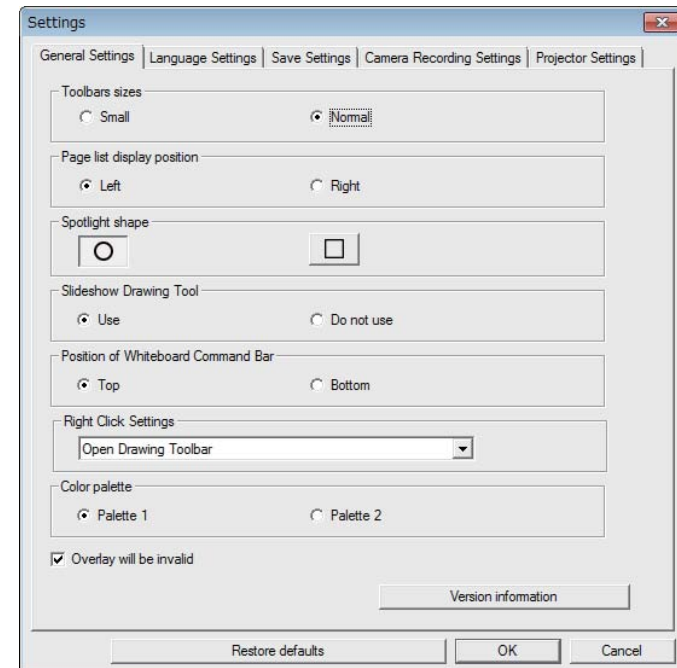 Settings
General Settings Language Settings Save Settings Camera Recording Settings Projector Settings
Toolbars sizes
Small Normal
Page list display position
Left Right
Spotlight shape
Slideshow Drawing Tool
Use Do not use
Position of Whiteboard Command Bar
Top Bottom
Right Click Settings
Open Drawing Toolbar
Color palette
Palette 1 Palette 2
Overlay will be invalid
Version information
Restore defaults OK Cancel